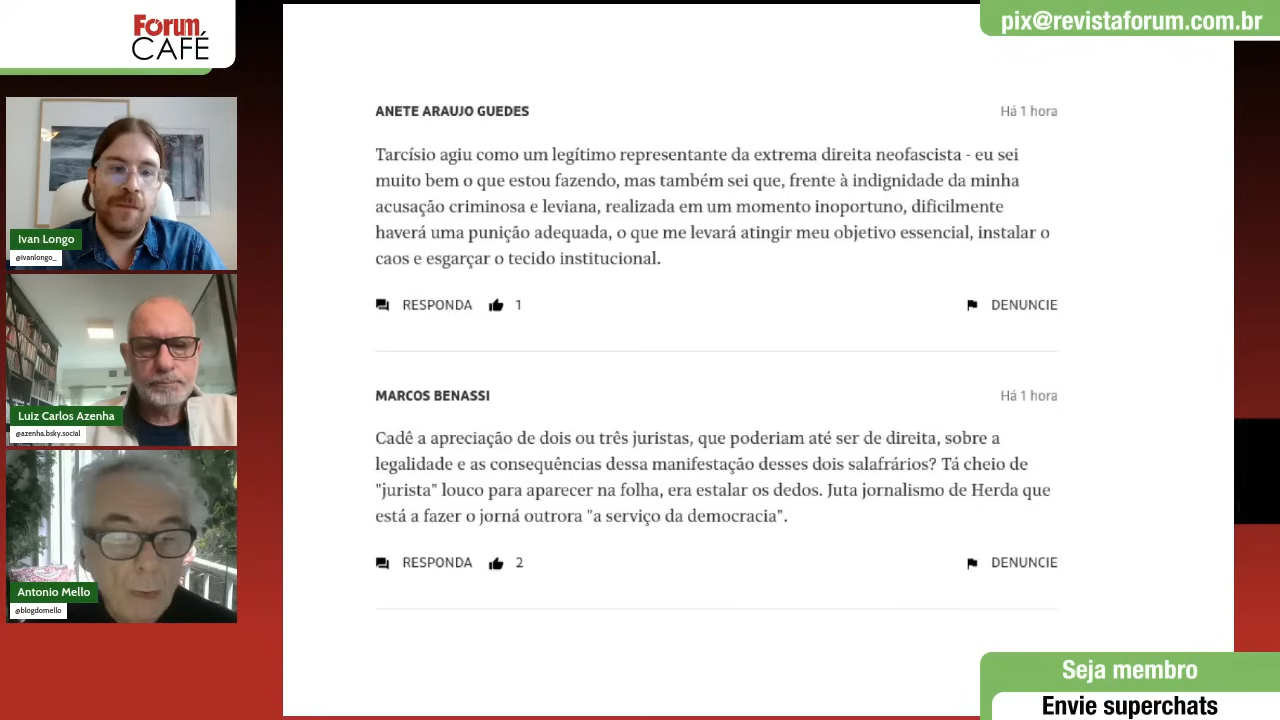 Forum
CAFÉ
pix@revistaforum.com.br
Ivan Longo
@ivanlongo_
Luiz Carlos Azenha
@azenha.bsky.social
Antonio Mello
@blogdomello
ANETE ARAUJO GUEDES
Há 1 hora
Tarcísio agiu como um legítimo representante da extrema direita neofascista - eu sei
muito bem o que estou fazendo, mas também sei que, frente à indignidade da minha
acusação criminosa e leviana, realizada em um momento inoportuno, dificilmente
haverá uma punição adequada, o que me levará atingir meu objetivo essencial, instalar o
caos e esgarçar o tecido institucional.
RESPONDA 1
DENUNCIE
MARCOS BENASSI
Há 1 hora
Cadê a apreciação de dois ou três juristas, que poderiam até ser de direita, sobre a
legalidade e as consequências dessa manifestação desses dois salafrários? Tá cheio de
"jurista" louco para aparecer na folha, era estalar os dedos. Juta jornalismo de Herda que
está a fazer o jorná outrora "a serviço da democracia".
RESPONDA 2
DENUNCIE
Seja membro
Envie superchats